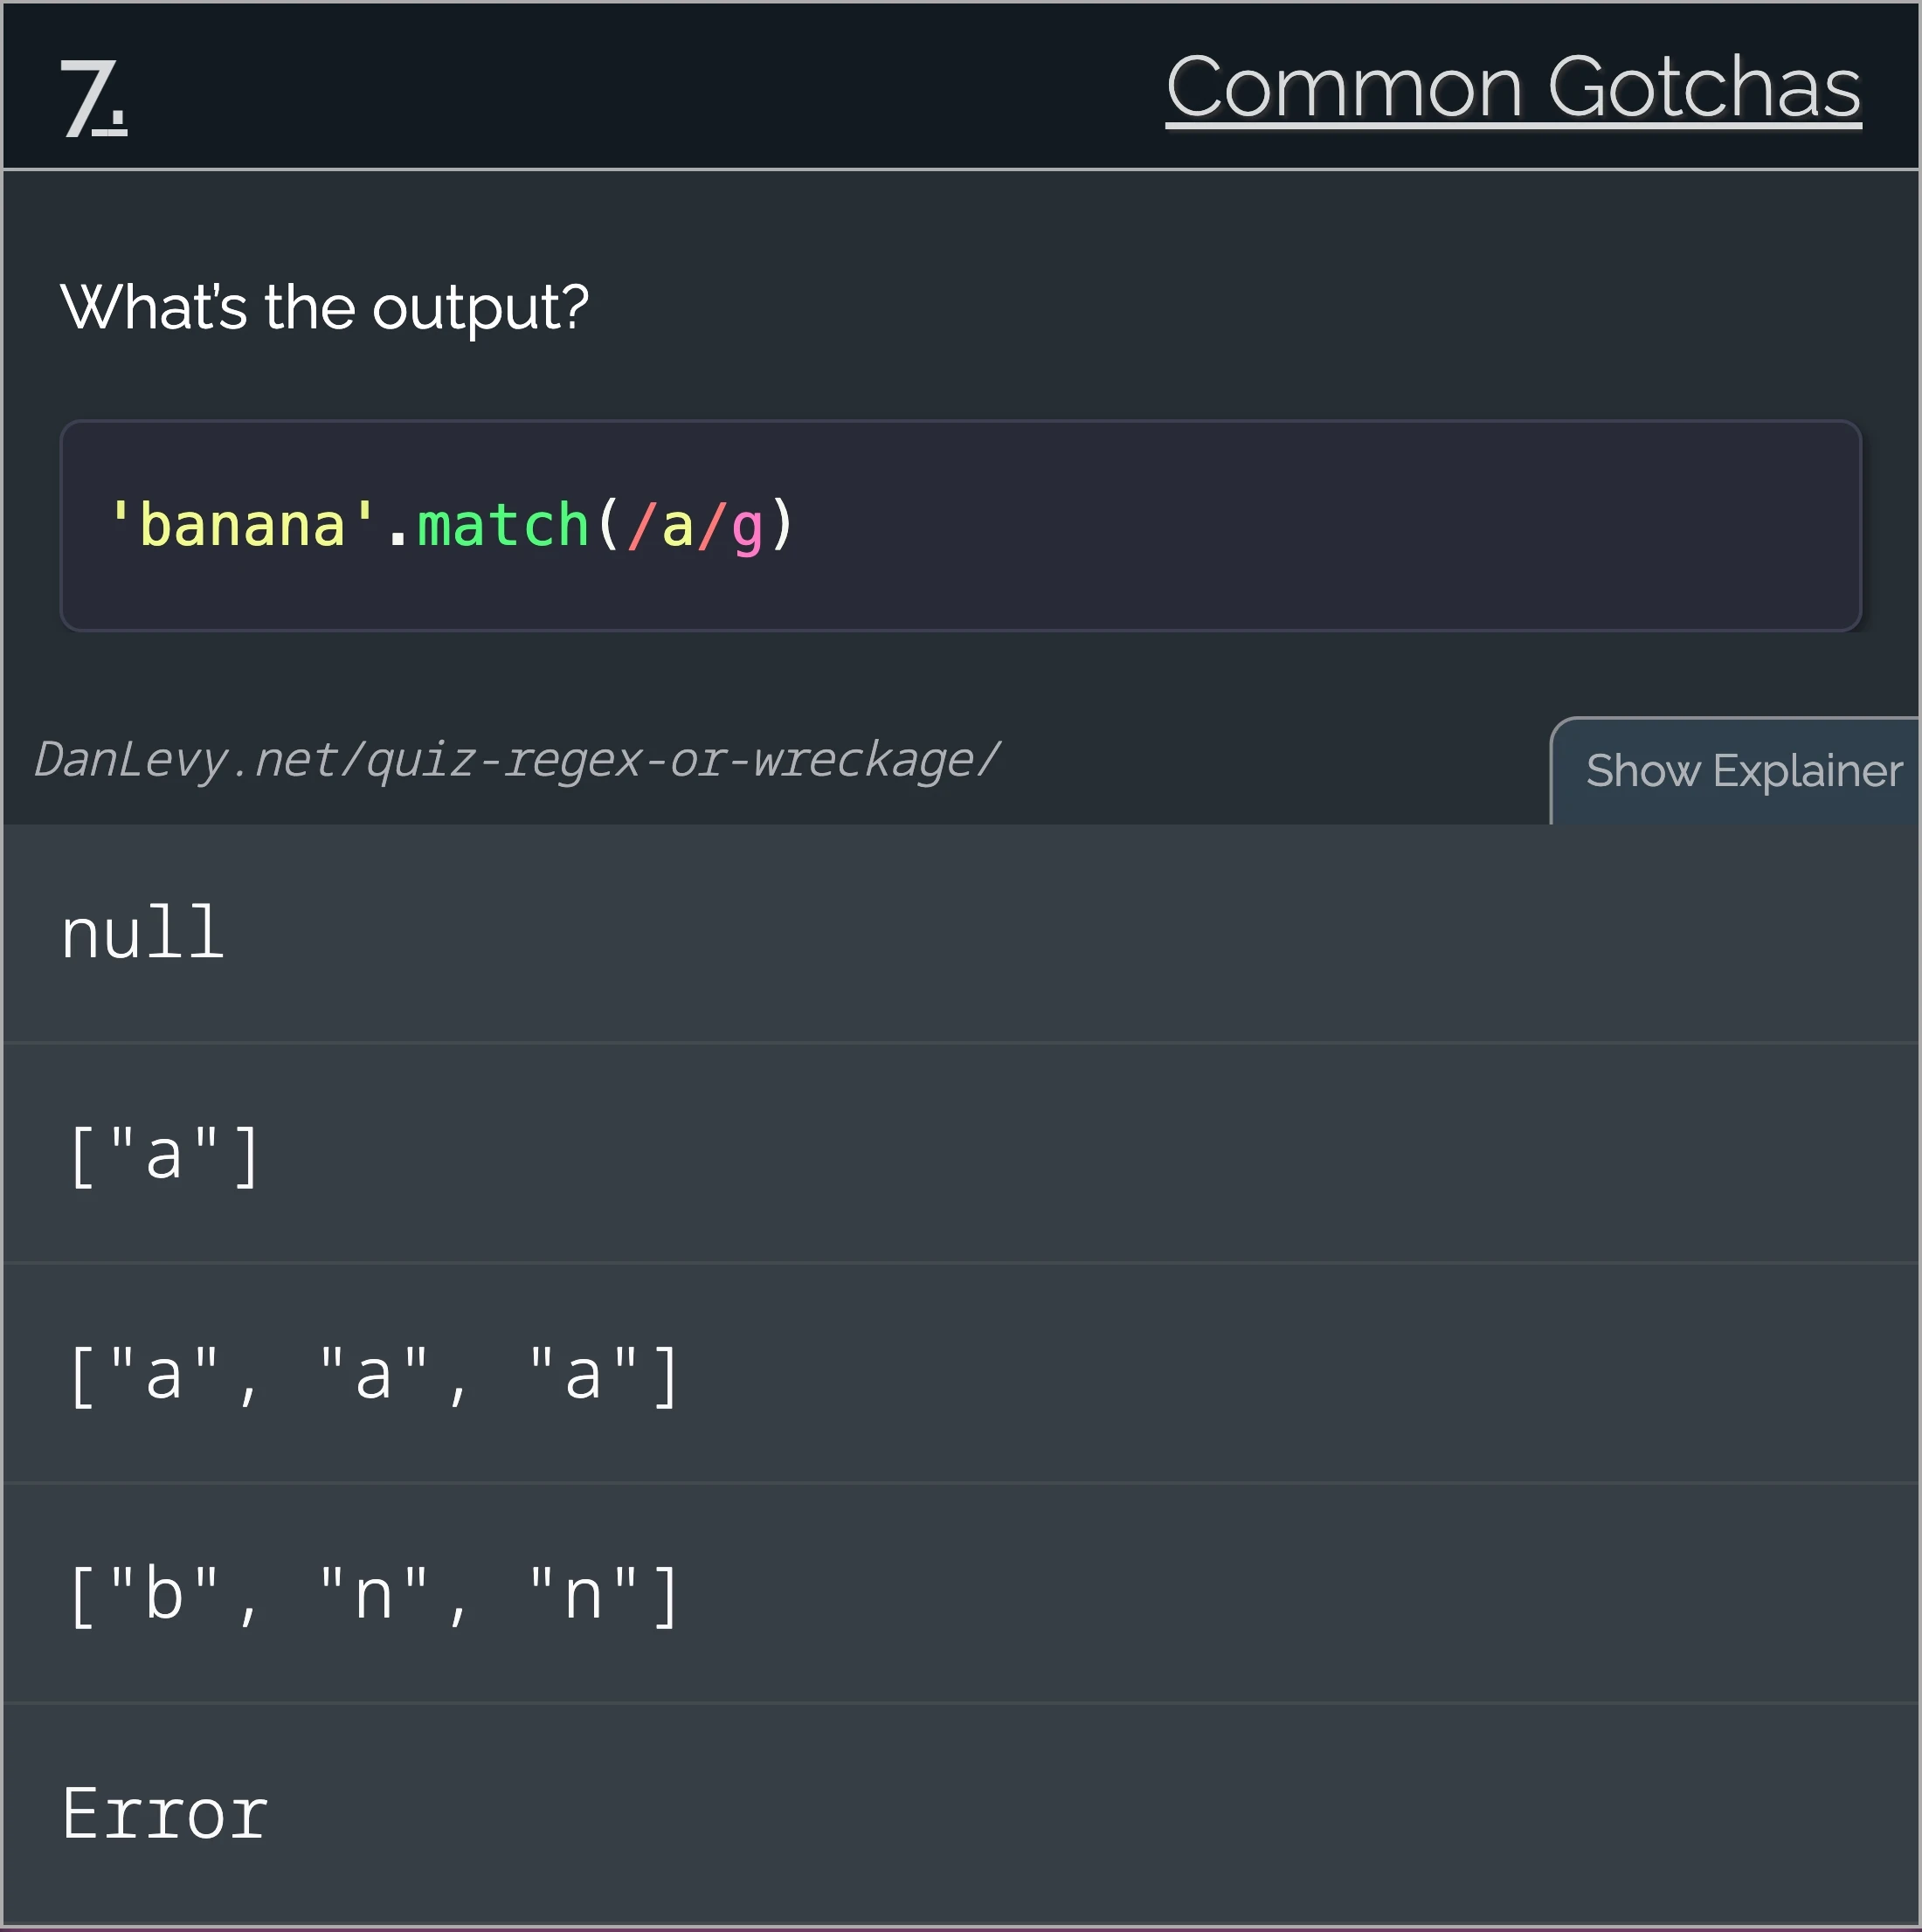 7.
Common Gotchas
What's the output?
'banana'.match(/a/g)
DanLevy.net/quiz-regex-or-wreckage/
Show Explainer
null
["a"]
["a", "a", "a"]
["b", "n", "n"]
Error